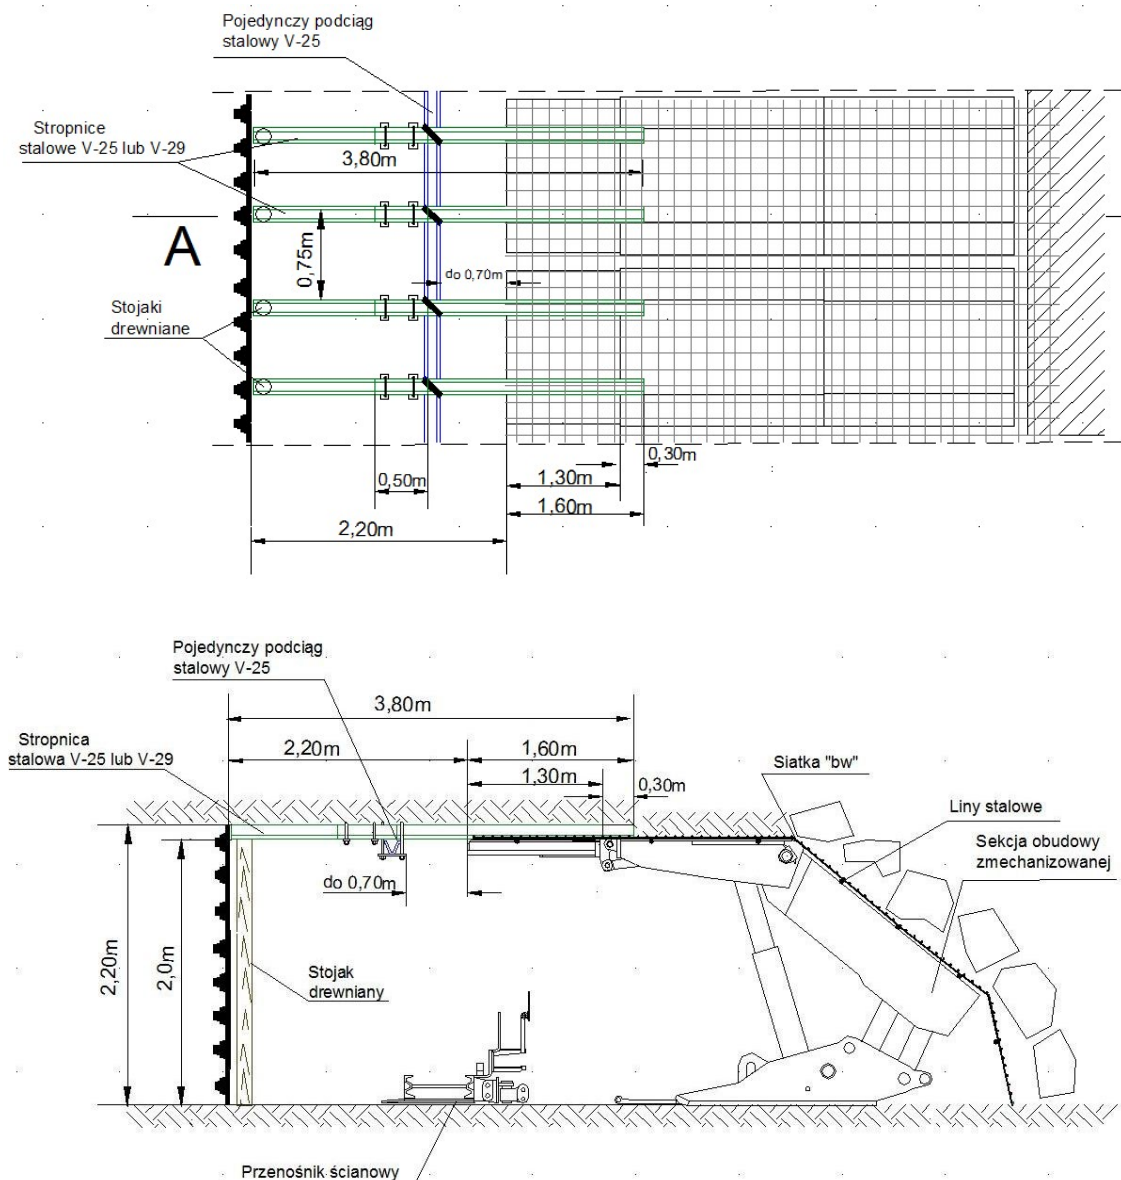 Pojedynczy podciąg
stalowy V-25
Stropnice
stalowe V-25 lub V-29
3,80m
A
0,75m
do 0,70m
Stojaki
drewniane
0,30m
0,50m
1,30m
1,60m
2,20m
Pojedynczy podciąg
stalowy V-25
3,80m
Stropnica
stalowa V-25 lub V-29
2,20m
1,60m
Siatka "bw"
1,30m
0,30m
Liny stalowe
Sekcja obudowy
zmechanizowanej
do 0,70m
2,20m
2,0m
Stojak
drewniany
Przenośnik ścianowy